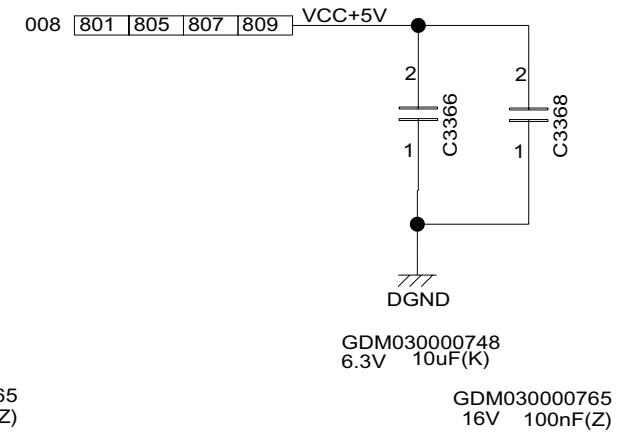 008 801 805 807 809 VCC+5V
2 2
C3366 C3368
1 1
DGND
GDM030000748
6.3V 10uF(K)
65 GDM030000765
Z) 16V 100nF(Z)